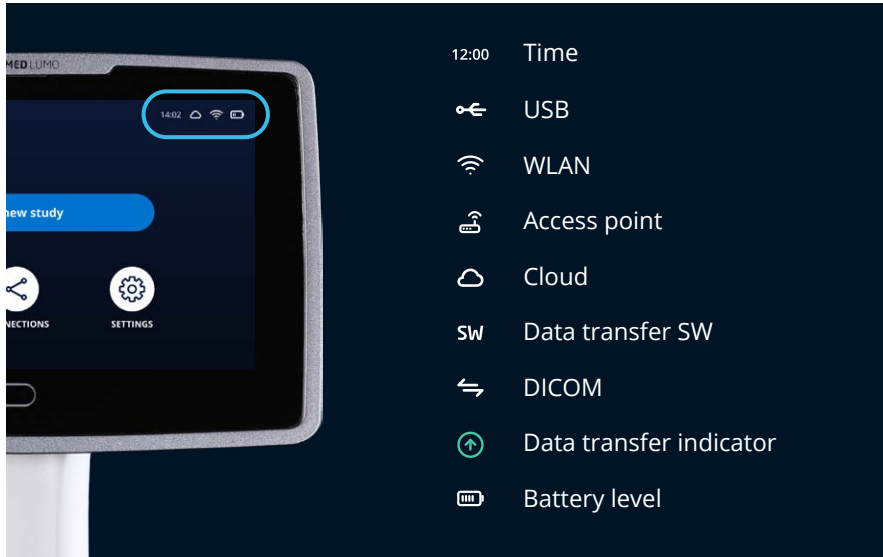 MED LUMO
14:02
new study
NECTIONS
SETTINGS
12:00 Time
USB
WLAN
Access point
Cloud
SW Data transfer SW
DICOM
Data transfer indicator
Battery level